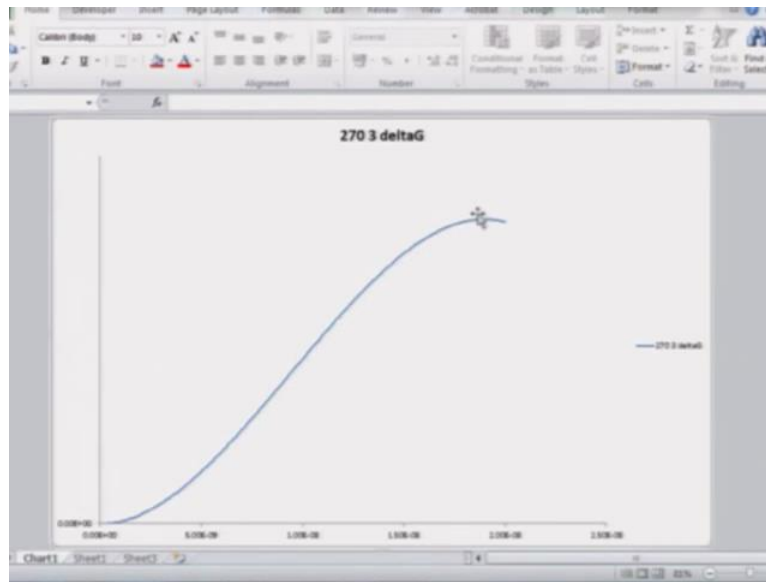 Home Developer Insert Page Layout Formulas Data Review View Acrobat Design Layout Format
Calibri (Body) 10 A A General Insert
B I U A % Conditional Formatting Format as Table Cell Styles Delete Sort & Filter Find
Format
Font Alignment Number Styles Cells Editing
fx
270 3 deltaG
270 3 deltaG
0.00E+00
0.00E+00 5.00E-09 1.00E-08 1.50E-08 2.00E-08 2.50E-08
Chart1 Sheet1 Sheet3